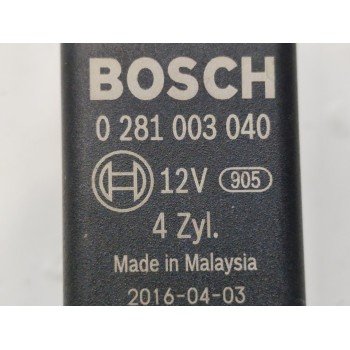 BOSCH
0 281 003 040
12V 905
4 Zyl.
Made in Malaysia
2016-04-03